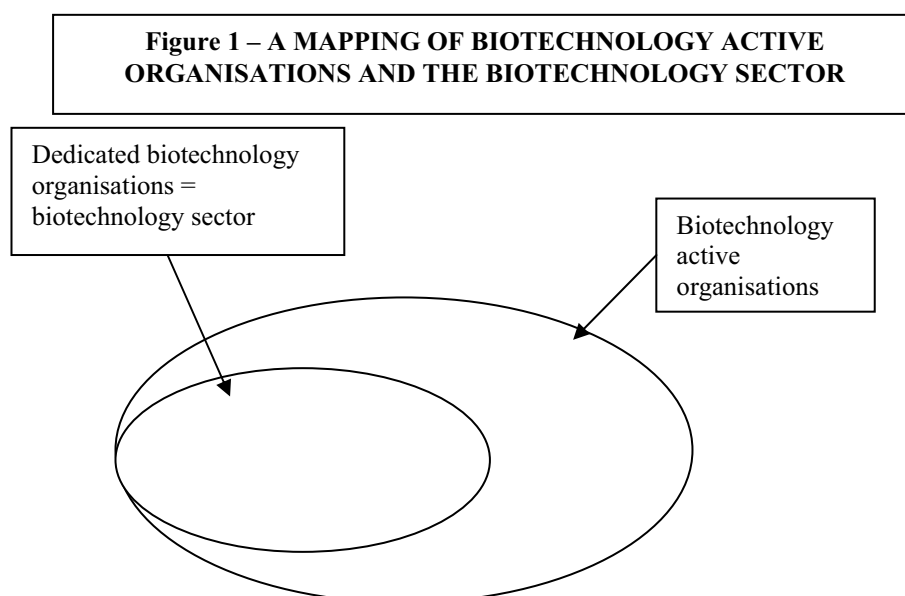 Figure 1 – A MAPPING OF BIOTECHNOLOGY ACTIVE
ORGANISATIONS AND THE BIOTECHNOLOGY SECTOR
Dedicated biotechnology
organisations =
biotechnology sector
Biotechnology
active
organisations